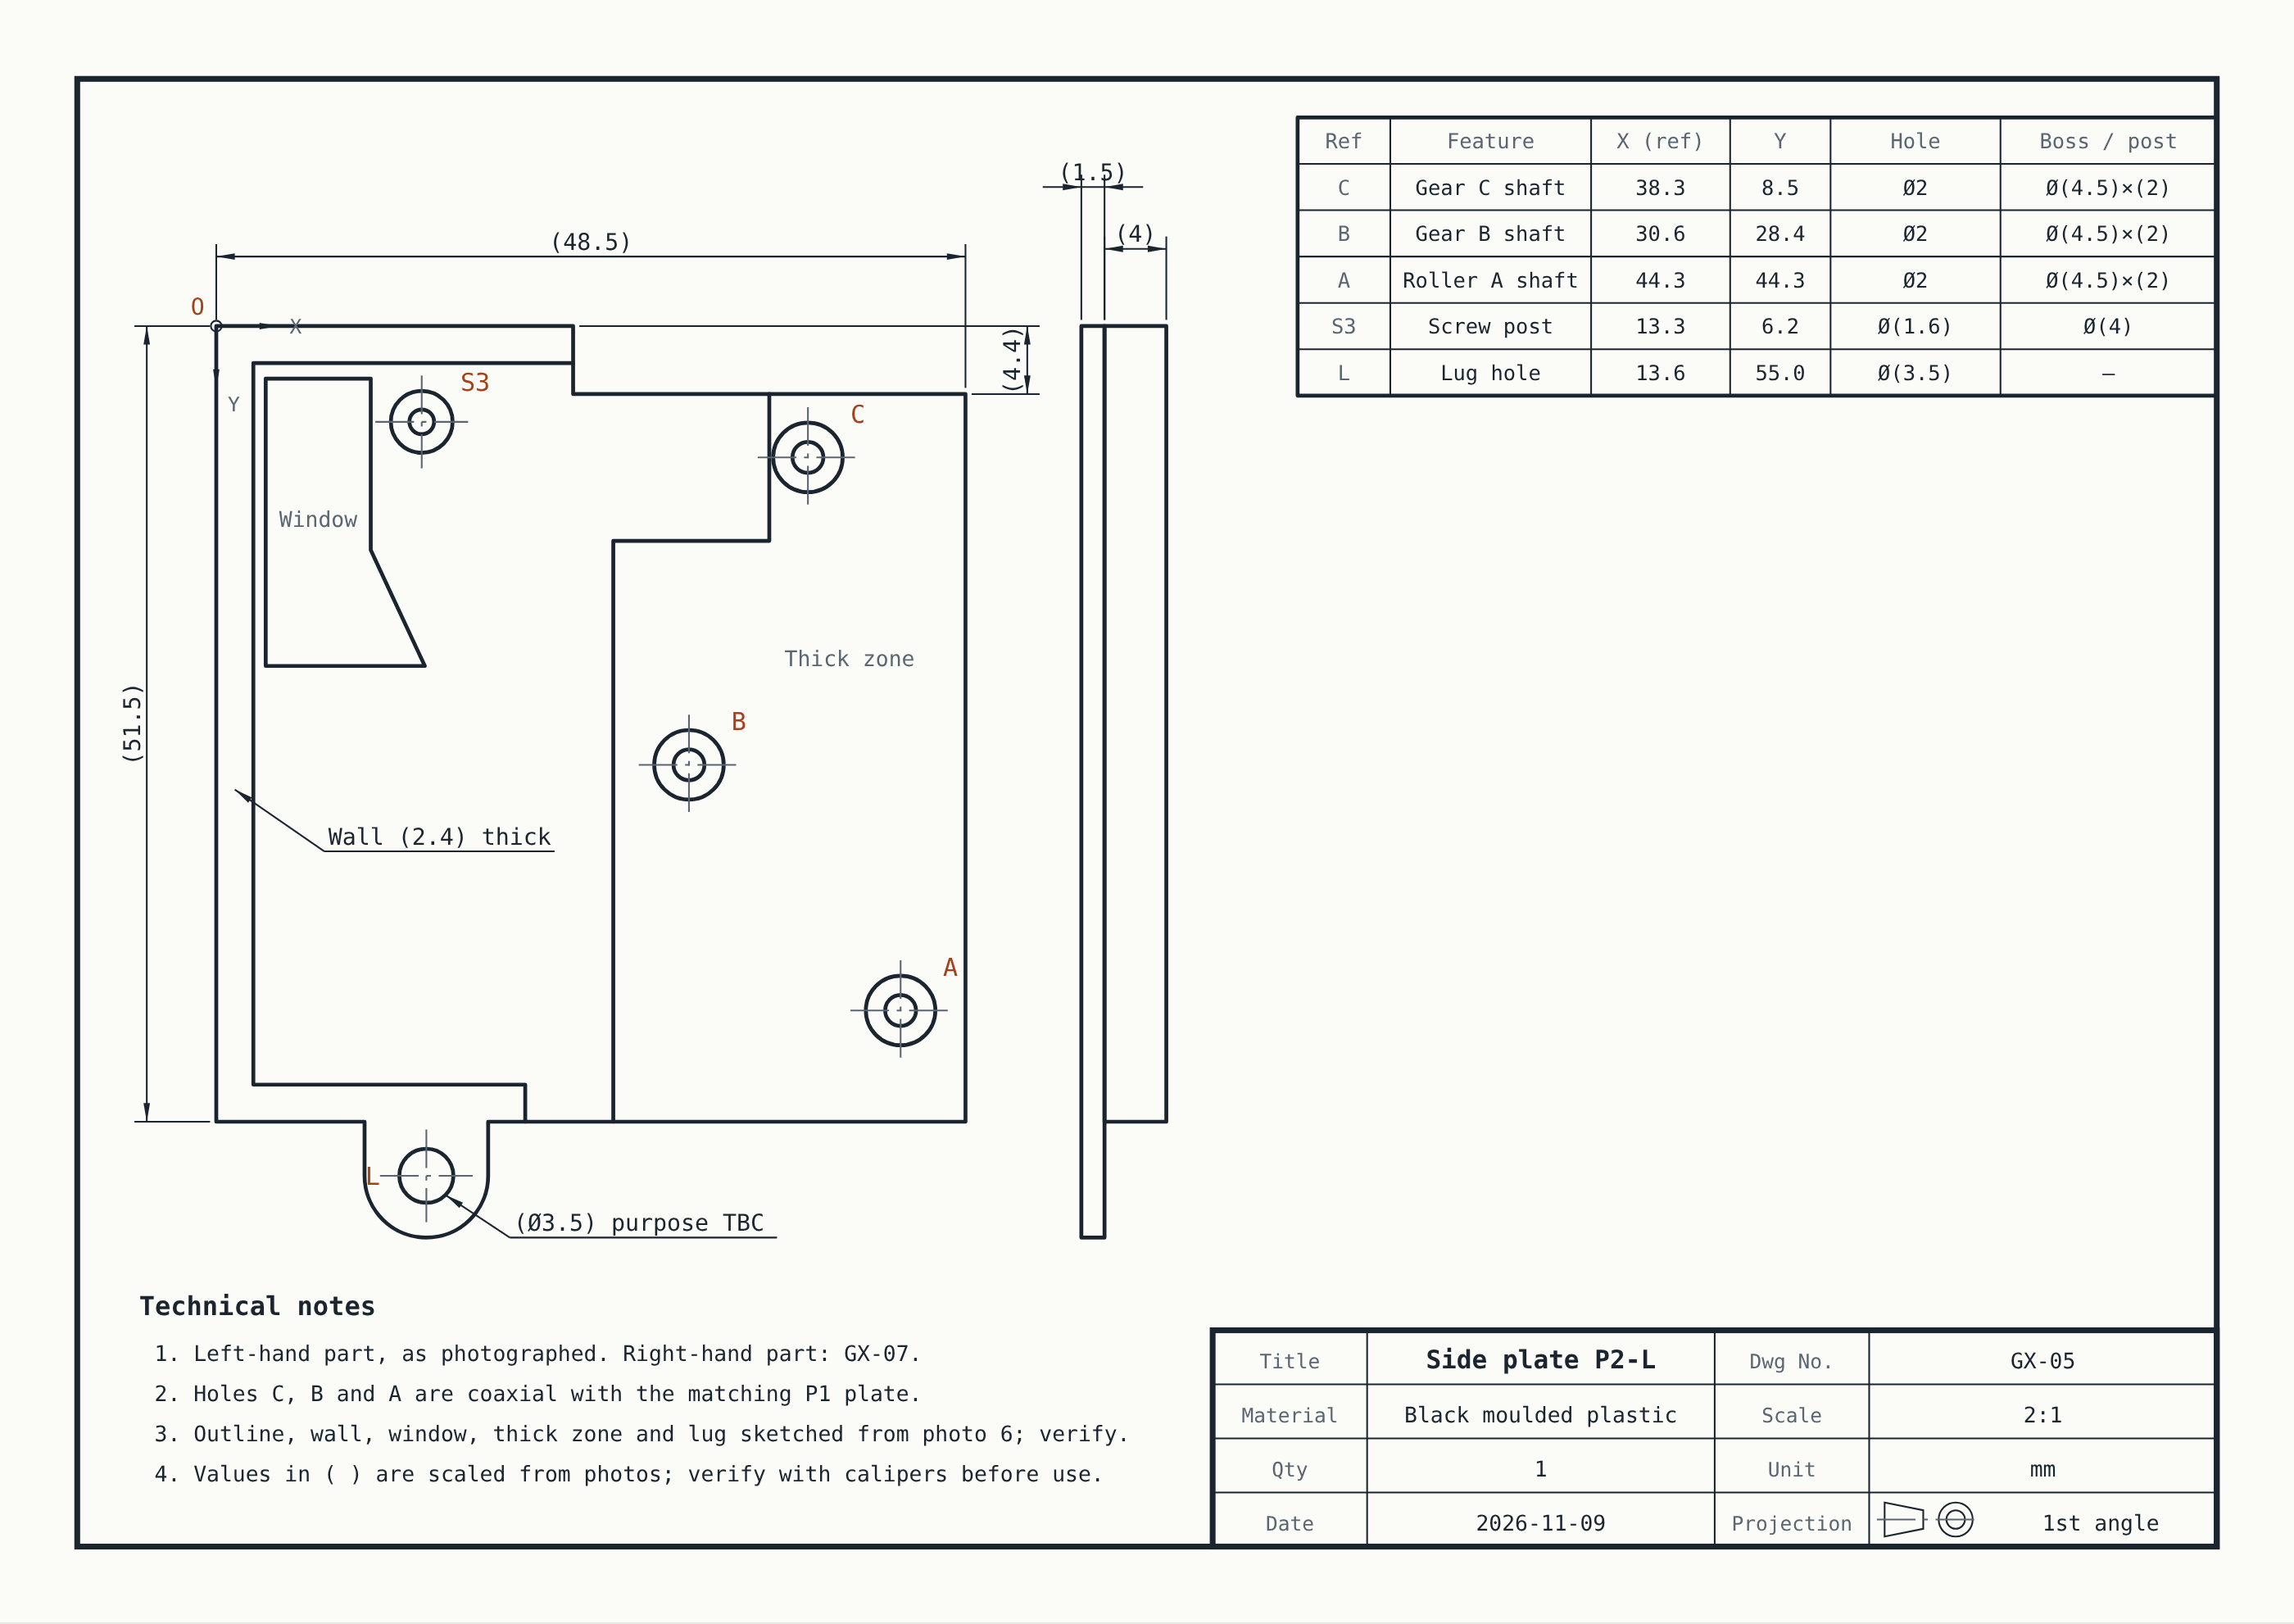 (1.5)
(4)
(48.5)
O
X
Y
(4.4)
S3
C
Window
Thick zone
B
(51.5)
Wall (2.4) thick
A
L
(Ø3.5) purpose TBC
Ref Feature X (ref) Y Hole Boss / post
C Gear C shaft 38.3 8.5 Ø2 Ø(4.5)×(2)
B Gear B shaft 30.6 28.4 Ø2 Ø(4.5)×(2)
A Roller A shaft 44.3 44.3 Ø2 Ø(4.5)×(2)
S3 Screw post 13.3 6.2 Ø(1.6) Ø(4)
L Lug hole 13.6 55.0 Ø(3.5) –
Technical notes
1. Left-hand part, as photographed. Right-hand part: GX-07.
2. Holes C, B and A are coaxial with the matching P1 plate.
3. Outline, wall, window, thick zone and lug sketched from photo 6; verify.
4. Values in ( ) are scaled from photos; verify with calipers before use.
Title Side plate P2-L Dwg No. GX-05
Material Black moulded plastic Scale 2:1
Qty 1 Unit mm
Date 2026-11-09 Projection 1st angle